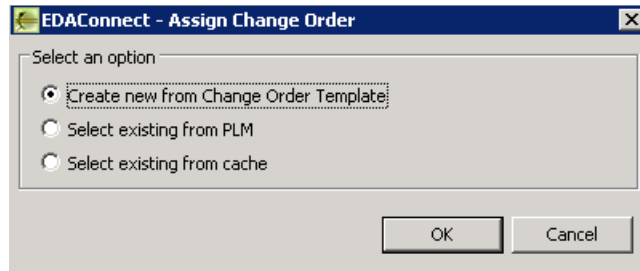 EDAConnect - Assign Change Order
Select an option
Create new from Change Order Template
Select existing from PLM
Select existing from cache
OK
Cancel